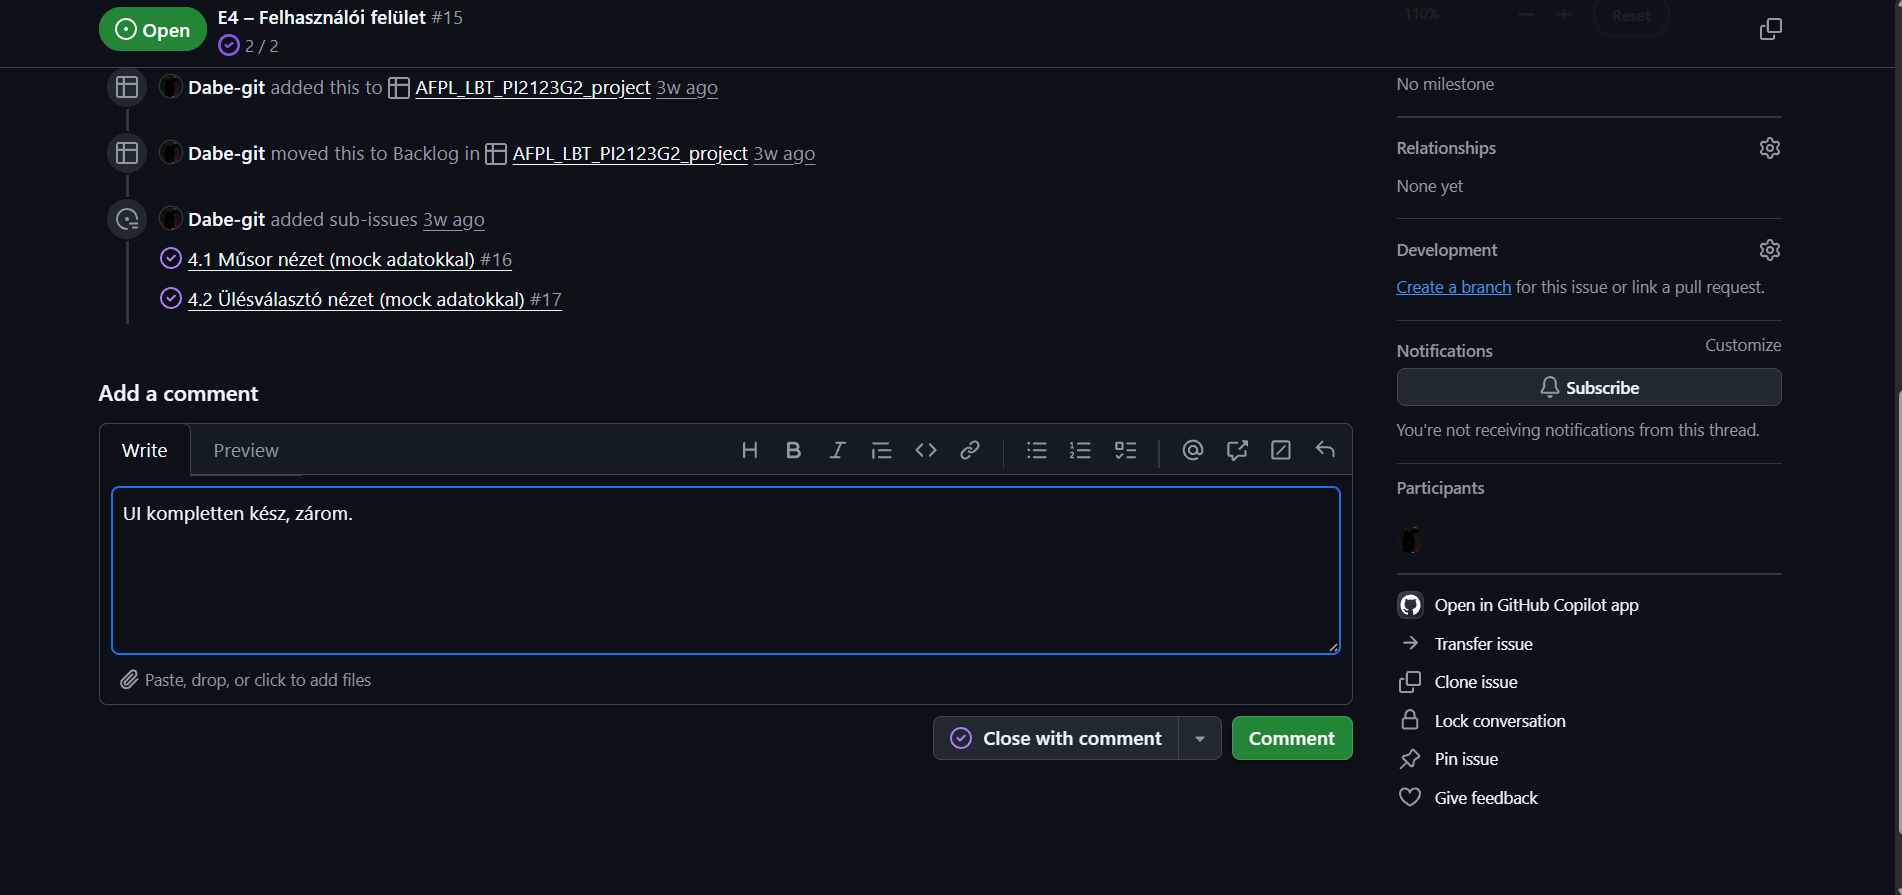 Open
E4 – Felhasználói felület #15
2 / 2
110%
Reset
Dabe-git added this to AFPL_LBT_PI2123G2_project 3w ago
Dabe-git moved this to Backlog in AFPL_LBT_PI2123G2_project 3w ago
Dabe-git added sub-issues 3w ago
4.1 Műsor nézet (mock adatokkal) #16
4.2 Ülésválasztó nézet (mock adatokkal) #17
Add a comment
Write
Preview
UI kompletten kész, zárom.
Paste, drop, or click to add files
Close with comment
Comment
No milestone
Relationships
None yet
Development
Create a branch for this issue or link a pull request.
Notifications
Customize
Subscribe
You're not receiving notifications from this thread.
Participants
Open in GitHub Copilot app
Transfer issue
Clone issue
Lock conversation
Pin issue
Give feedback